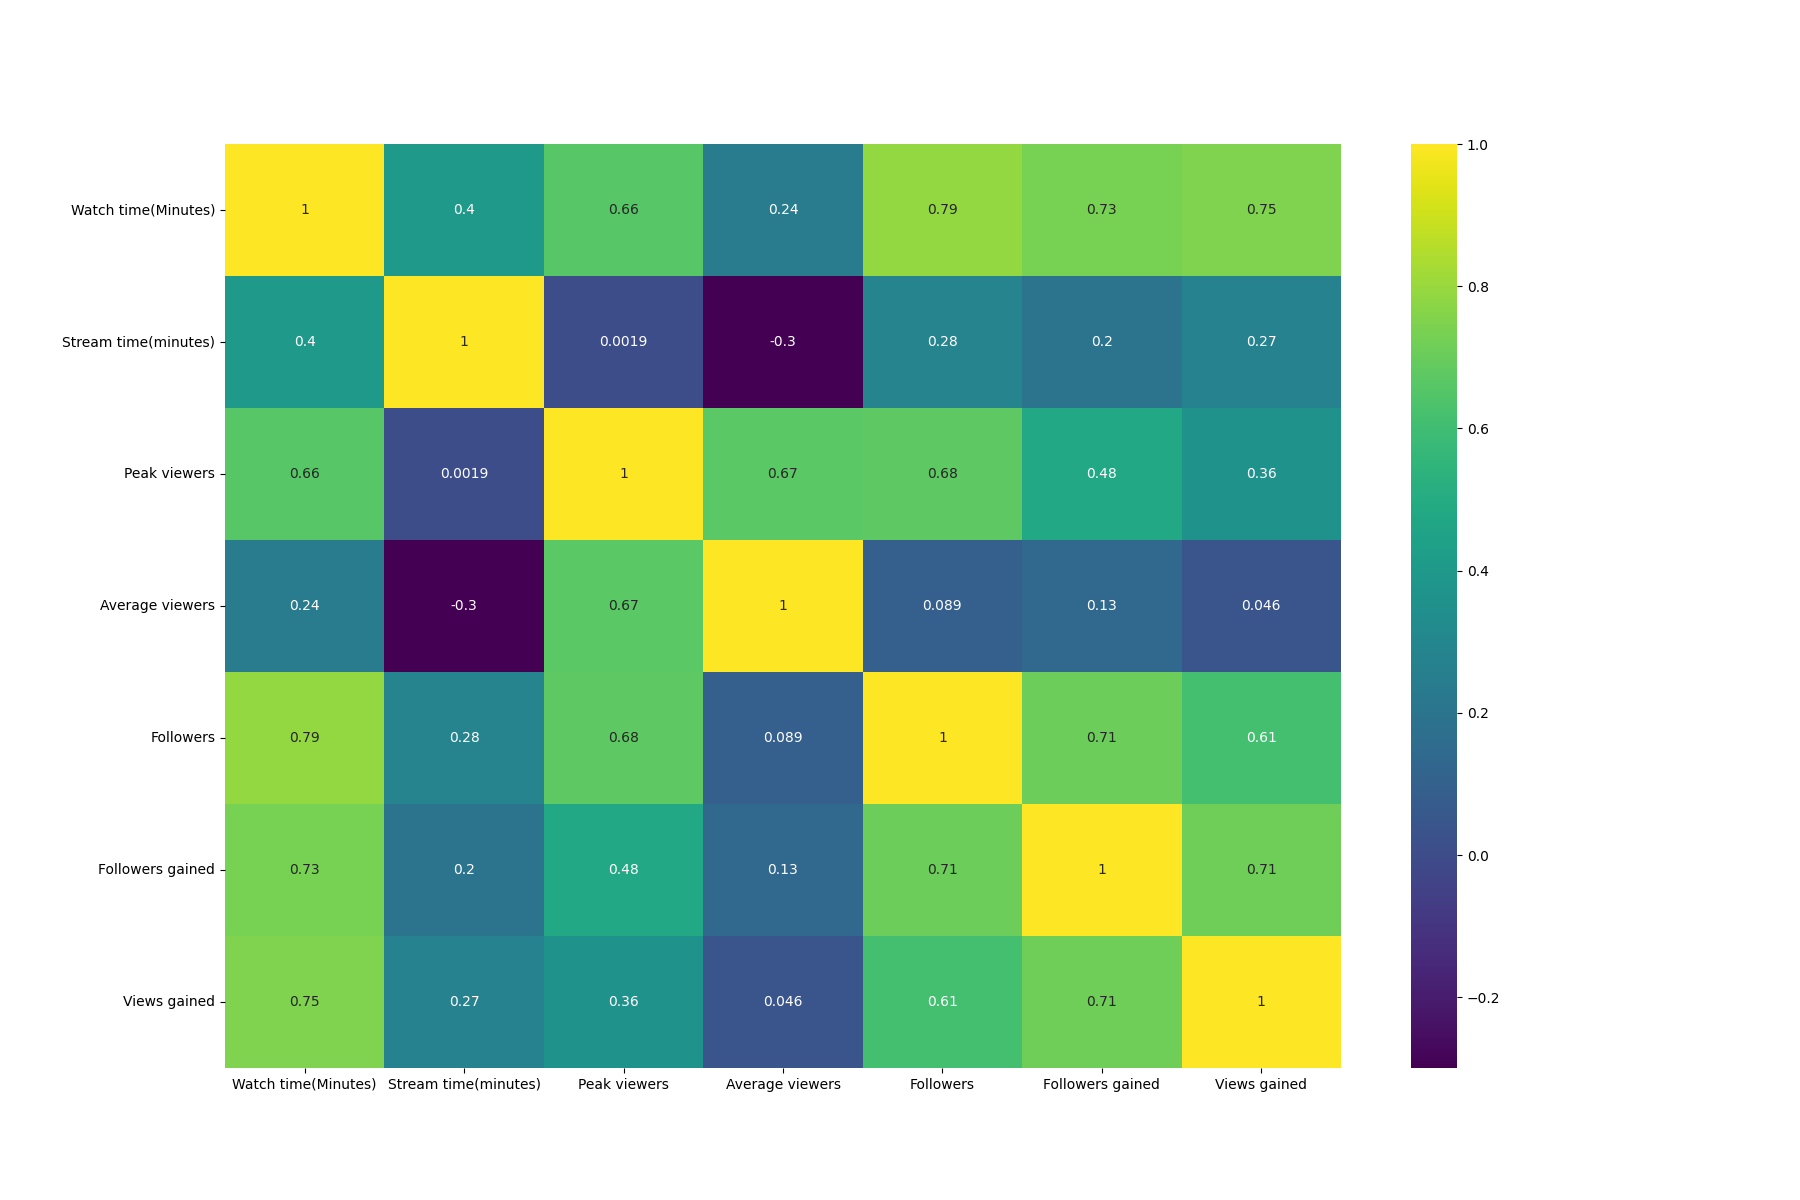 Watch time(Minutes) 1 0.4 0.66 0.24 0.79 0.73 0.75
Stream time(minutes) 0.4 1 0.0019 -0.3 0.28 0.2 0.27
Peak viewers 0.66 0.0019 1 0.67 0.68 0.48 0.36
Average viewers 0.24 -0.3 0.67 1 0.089 0.13 0.046
Followers 0.79 0.28 0.68 0.089 1 0.71 0.61
Followers gained 0.73 0.2 0.48 0.13 0.71 1 0.71
Views gained 0.75 0.27 0.36 0.046 0.61 0.71 1
Watch time(Minutes) Stream time(minutes) Peak viewers Average viewers Followers Followers gained Views gained
1.0
0.8
0.6
0.4
0.2
0.0
−0.2